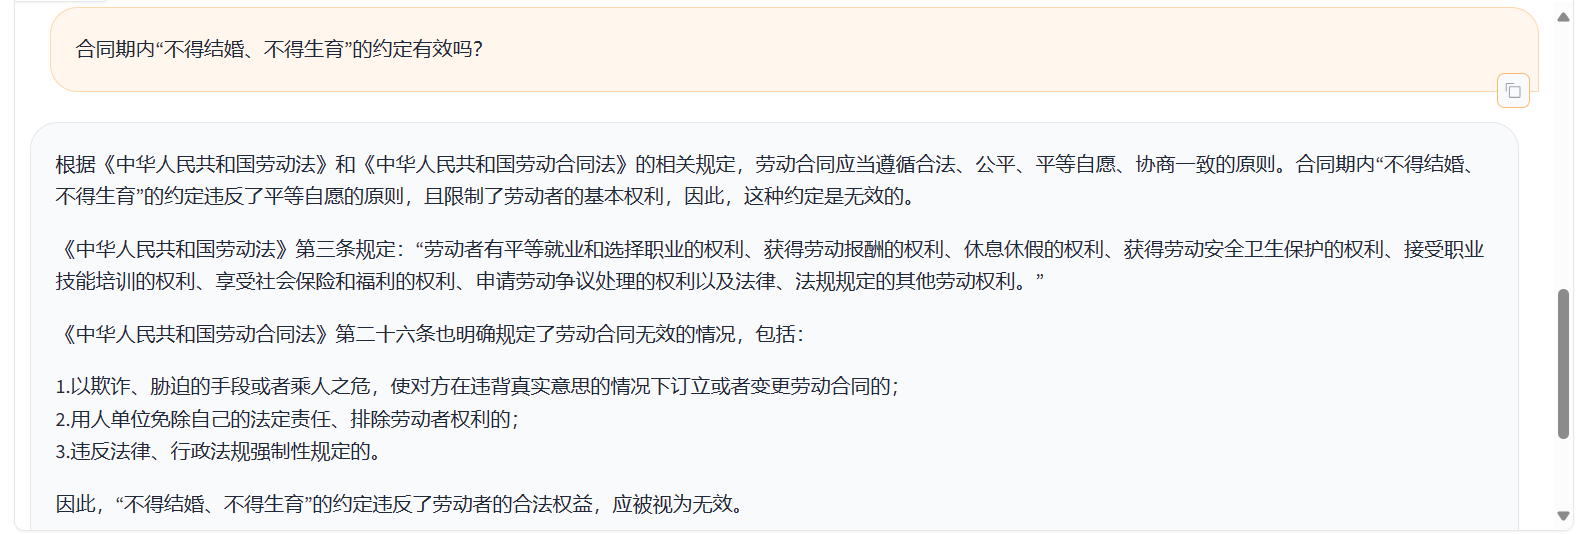 合同期内“不得结婚、不得生育”的约定有效吗？
根据《中华人民共和国劳动法》和《中华人民共和国劳动合同法》的相关规定，劳动合同应当遵循合法、公平、平等自愿、协商一致的原则。合同期内“不得结婚、
不得生育”的约定违反了平等自愿的原则，且限制了劳动者的基本权利，因此，这种约定是无效的。
《中华人民共和国劳动法》第三条规定：“劳动者有平等就业和选择职业的权利、获得劳动报酬的权利、休息休假的权利、获得劳动安全卫生保护的权利、接受职业
技能培训的权利、享受社会保险和福利的权利、申请劳动争议处理的权利以及法律、法规规定的其他劳动权利。”
《中华人民共和国劳动合同法》第二十六条也明确规定了劳动合同无效的情况，包括：
1.以欺诈、胁迫的手段或者乘人之危，使对方在违背真实意思的情况下订立或者变更劳动合同的；
2.用人单位免除自己的法定责任、排除劳动者权利的；
3.违反法律、行政法规强制性规定的。
因此，“不得结婚、不得生育”的约定违反了劳动者的合法权益，应被视为无效。